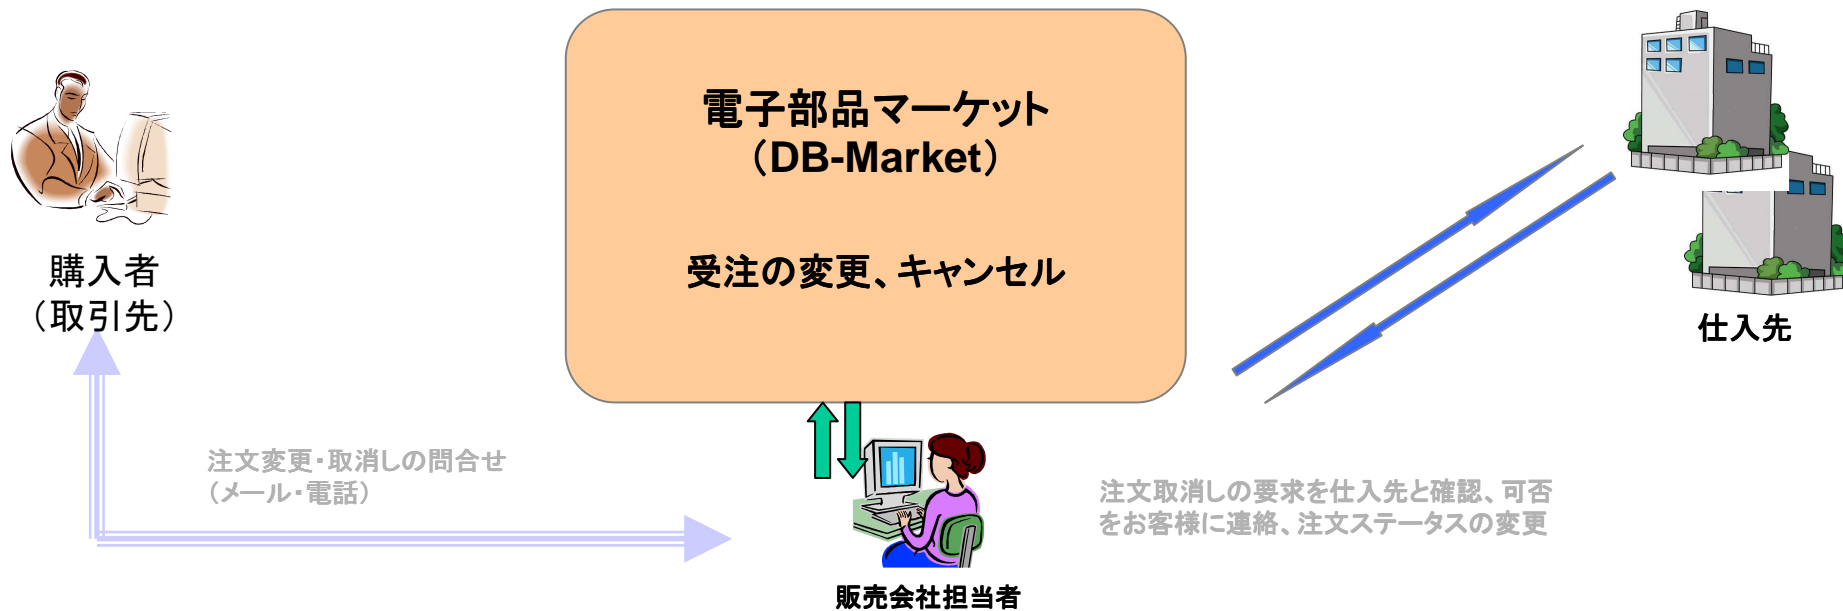 電子部品マーケット
（DB-Market）
受注の変更、キャンセル
購入者
（取引先）
仕入先
注文変更・取消しの問合せ
（メール・電話）
注文取消しの要求を仕入先と確認、可否
をお客様に連絡、注文ステータスの変更
販売会社担当者